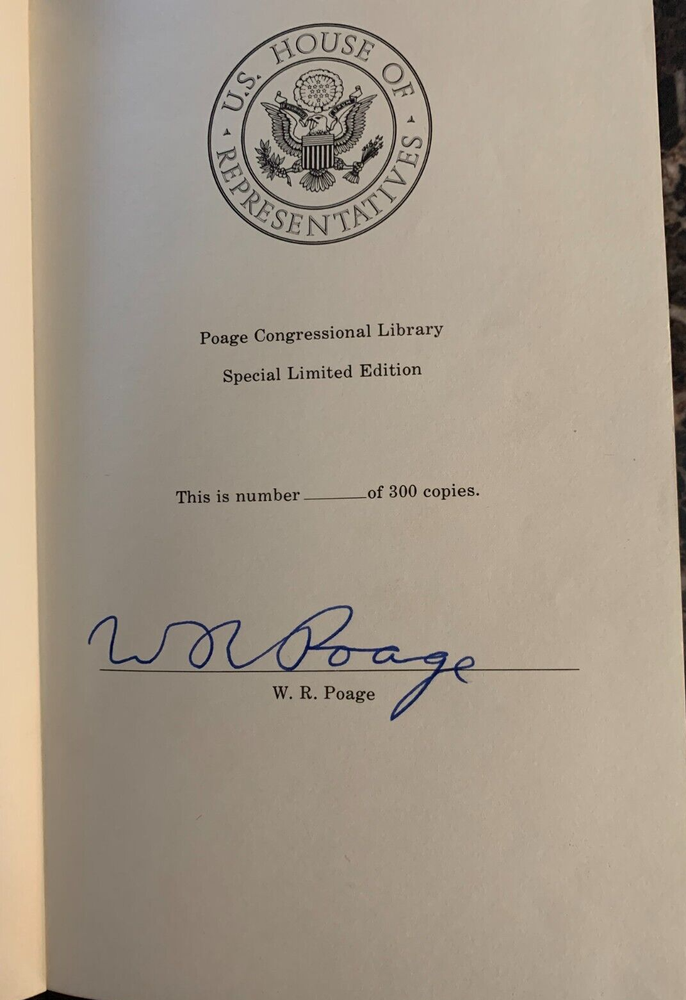 U.S. HOUSE OF REPRESENTATIVES
Poage Congressional Library
Special Limited Edition
This is number ______ of 300 copies.
W R Poage
W. R. Poage